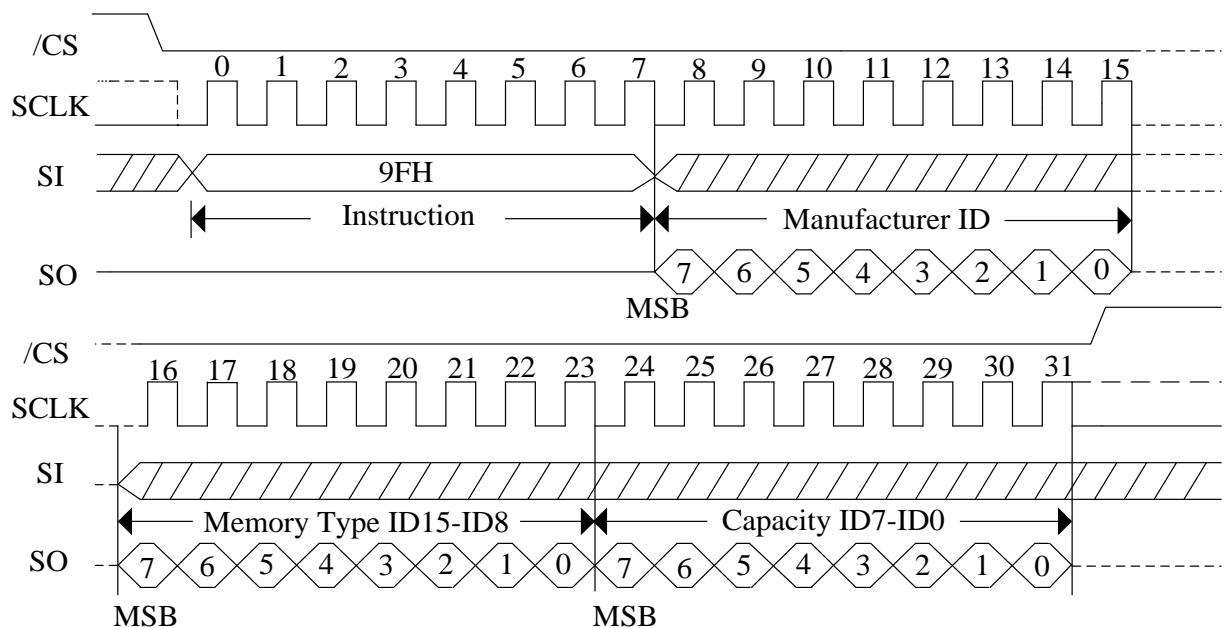 /CS
0 1 2 3 4 5 6 7 8 9 10 11 12 13 14 15
SCLK
SI
9FH
Instruction
Manufacturer ID
SO
7 6 5 4 3 2 1 0
MSB
/CS
16 17 18 19 20 21 22 23 24 25 26 27 28 29 30 31
SCLK
SI
Memory Type ID15-ID8
Capacity ID7-ID0
SO
7 6 5 4 3 2 1 0 7 6 5 4 3 2 1 0
MSB
MSB